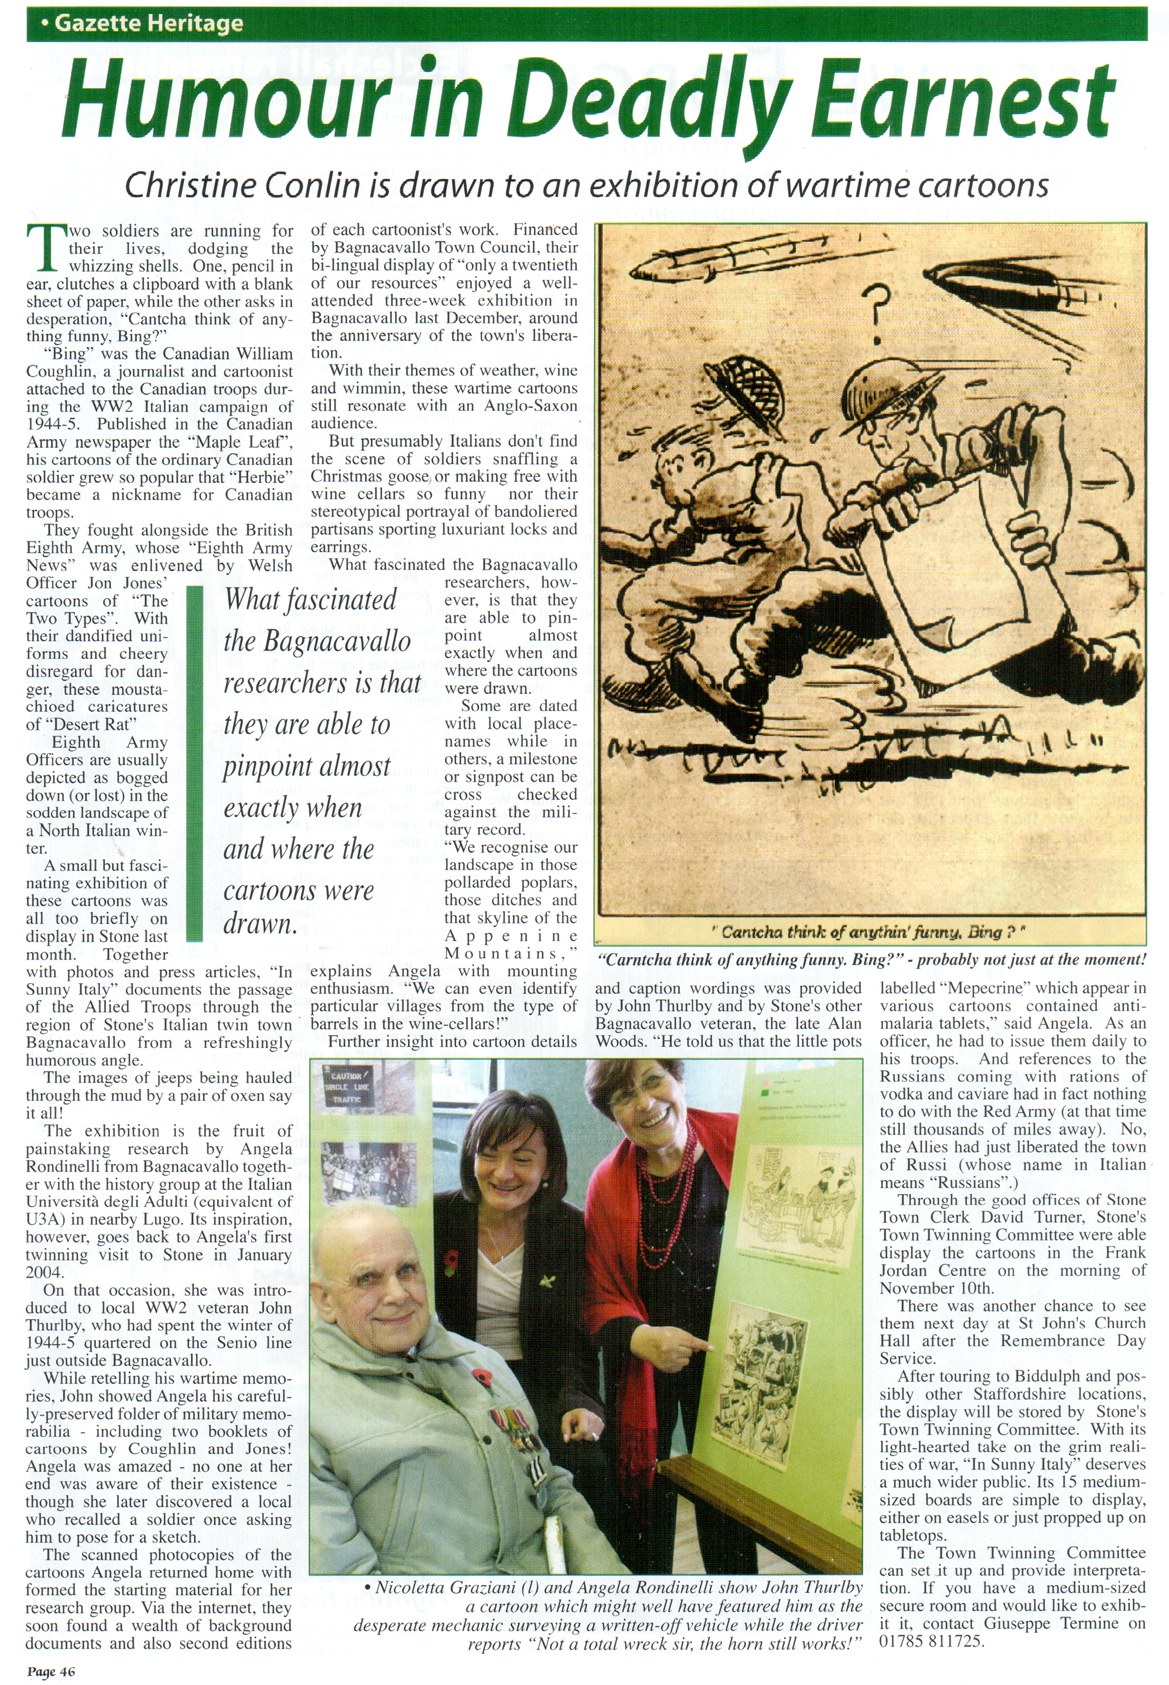 • Gazette Heritage
Humour in Deadly Earnest
Christine Conlin is drawn to an exhibition of wartime cartoons
Two soldiers are running for
their lives, dodging the
whizzing shells. One, pencil in
ear, clutches a clipboard with a blank
sheet of paper, while the other asks in
desperation, “Cantcha think of any-
thing funny, Bing?”
“Bing” was the Canadian William
Coughlin, a journalist and cartoonist
attached to the Canadian troops dur-
ing the WW2 Italian campaign of
1944-5. Published in the Canadian
Army newspaper the “Maple Leaf”,
his cartoons of the ordinary Canadian
soldier grew so popular that “Herbie”
became a nickname for Canadian
troops.
They fought alongside the British
Eighth Army, whose “Eighth Army
News” was enlivened by Welsh
Officer Jon Jones’
cartoons of “The
Two Types”. With
their dandified uni-
forms and cheery
disregard for dan-
ger, these mousta-
chioed caricatures
of “Desert Rat”
Eighth Army
Officers are usually
depicted as bogged
down (or lost) in the
sodden landscape of
a North Italian win-
ter.
A small but fasci-
nating exhibition of
these cartoons was
all too briefly on
display in Stone last
month. Together
with photos and press articles, “In
Sunny Italy” documents the passage
of the Allied Troops through the
region of Stone's Italian twin town
Bagnacavallo from a refreshingly
humorous angle.
The images of jeeps being hauled
through the mud by a pair of oxen say
it all!
The exhibition is the fruit of
painstaking research by Angela
Rondinelli from Bagnacavallo togeth-
er with the history group at the Italian
Università degli Adulti (equivalent of
U3A) in nearby Lugo. Its inspiration,
however, goes back to Angela's first
twinning visit to Stone in January
2004.
On that occasion, she was intro-
duced to local WW2 veteran John
Thurlby, who had spent the winter of
1944-5 quartered on the Senio line
just outside Bagnacavallo.
While retelling his wartime memo-
ries, John showed Angela his careful-
ly-preserved folder of military memo-
rabilia - including two booklets of
cartoons by Coughlin and Jones!
Angela was amazed - no one at her
end was aware of their existence -
though she later discovered a local
who recalled a soldier once asking
him to pose for a sketch.
The scanned photocopies of the
cartoons Angela returned home with
formed the starting material for her
research group. Via the internet, they
soon found a wealth of background
documents and also second editions
of each cartoonist's work. Financed
by Bagnacavallo Town Council, their
bi-lingual display of “only a twentieth
of our resources” enjoyed a well-
attended three-week exhibition in
Bagnacavallo last December, around
the anniversary of the town's libera-
tion.
With their themes of weather, wine
and wimmin, these wartime cartoons
still resonate with an Anglo-Saxon
audience.
But presumably Italians don't find
the scene of soldiers snaffling a
Christmas goose or making free with
wine cellars so funny nor their
stereotypical portrayal of bandoliered
partisans sporting luxuriant locks and
earrings.
What fascinated the Bagnacavallo
researchers, how-
ever, is that they
are able to pin-
point almost
exactly when and
where the cartoons
were drawn.
Some are dated
with local place-
names while in
others, a milestone
or signpost can be
cross checked
against the mili-
tary record.
“We recognise our
landscape in those
pollarded poplars,
those ditches and
that skyline of the
Appenine
Mountains,”
explains Angela with mounting
enthusiasm. “We can even identify
particular villages from the type of
barrels in the wine-cellars!”
Further insight into cartoon details
What fascinated
the Bagnacavallo
researchers is that
they are able to
pinpoint almost
exactly when
and where the
cartoons were
drawn.
?
" Cantcha think of anythin' funny, Bing ? "
“Carntcha think of anything funny. Bing?” - probably not just at the moment!
and caption wordings was provided
by John Thurlby and by Stone's other
Bagnacavallo veteran, the late Alan
Woods. “He told us that the little pots
labelled “Mepecrine” which appear in
various cartoons contained anti-
malaria tablets,” said Angela. As an
officer, he had to issue them daily to
his troops. And references to the
Russians coming with rations of
vodka and caviare had in fact nothing
to do with the Red Army (at that time
still thousands of miles away). No,
the Allies had just liberated the town
of Russi (whose name in Italian
means “Russians”.)
Through the good offices of Stone
Town Clerk David Turner, Stone's
Town Twinning Committee were able
display the cartoons in the Frank
Jordan Centre on the morning of
November 10th.
There was another chance to see
them next day at St John's Church
Hall after the Remembrance Day
Service.
After touring to Biddulph and pos-
sibly other Staffordshire locations,
the display will be stored by Stone's
Town Twinning Committee. With its
light-hearted take on the grim reali-
ties of war, “In Sunny Italy” deserves
a much wider public. Its 15 medium-
sized boards are simple to display,
either on easels or just propped up on
tabletops.
The Town Twinning Committee
can set it up and provide interpreta-
tion. If you have a medium-sized
secure room and would like to exhib-
it it, contact Giuseppe Termine on
01785 811725.
CAUTION
SINGLE LINE
TRAFFIC
• Nicoletta Graziani (l) and Angela Rondinelli show John Thurlby
a cartoon which might well have featured him as the
desperate mechanic surveying a written-off vehicle while the driver
reports “Not a total wreck sir, the horn still works!”
Page 46